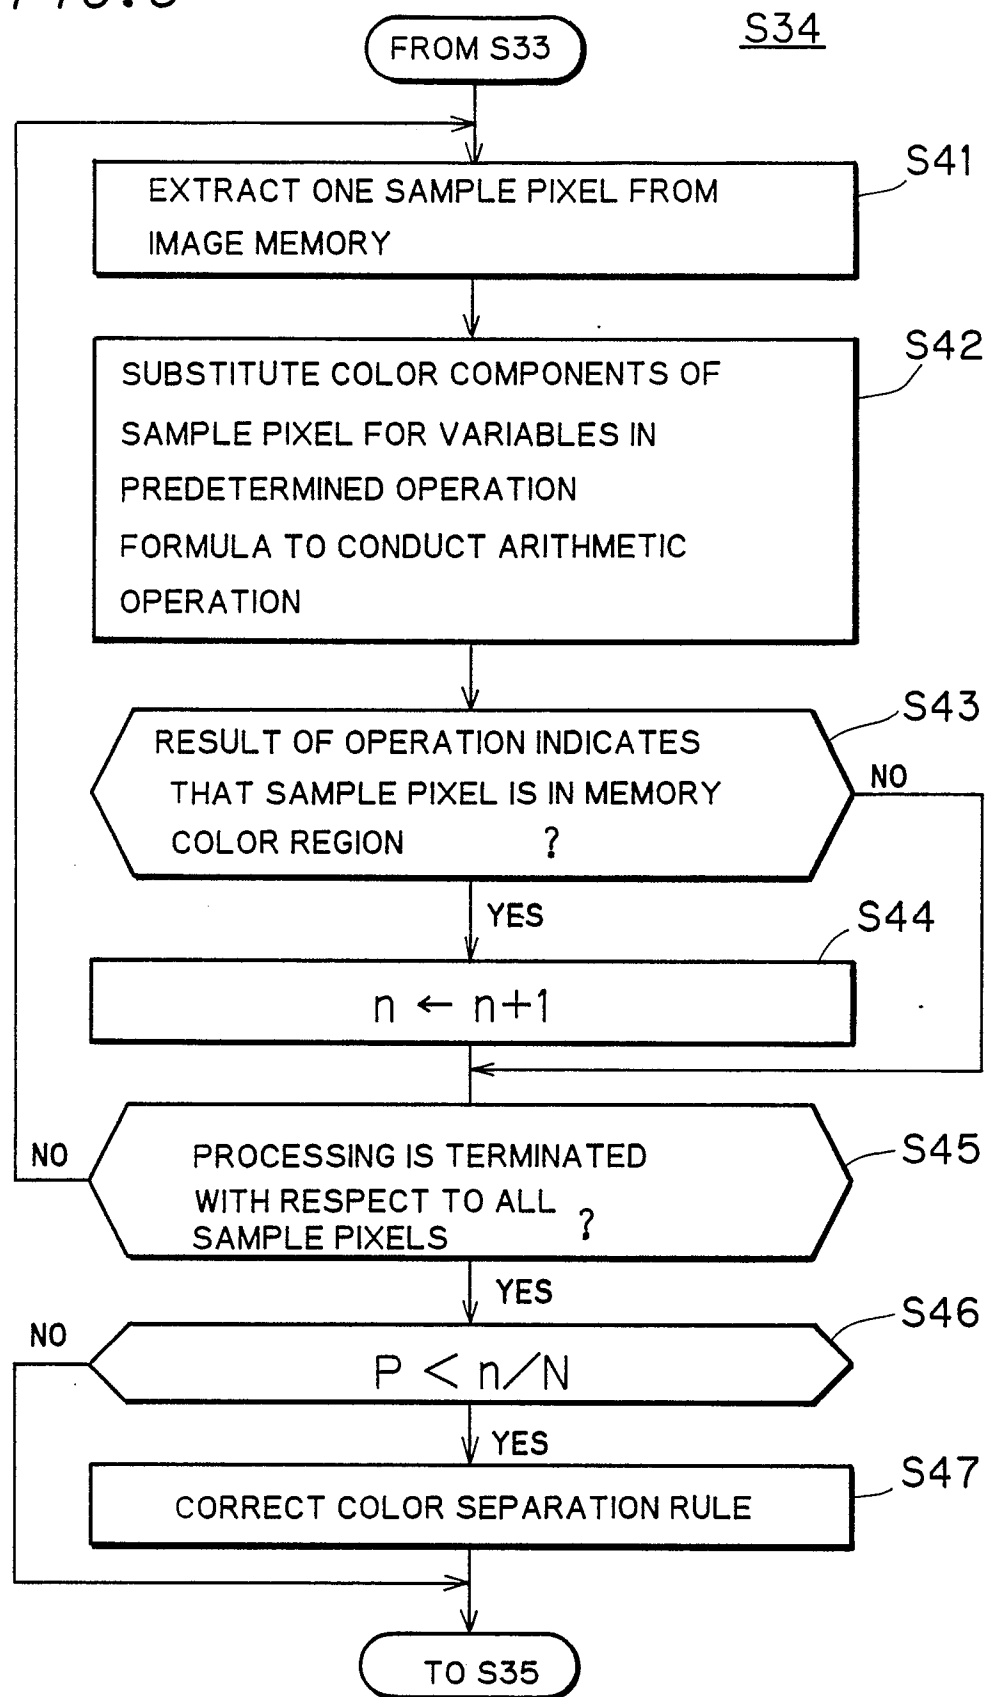 S34
FROM S33
S41
EXTRACT ONE SAMPLE PIXEL FROM
IMAGE MEMORY
S42
SUBSTITUTE COLOR COMPONENTS OF
SAMPLE PIXEL FOR VARIABLES IN
PREDETERMINED OPERATION
FORMULA TO CONDUCT ARITHMETIC
OPERATION
S43
RESULT OF OPERATION INDICATES
THAT SAMPLE PIXEL IS IN MEMORY
COLOR REGION ?
NO
YES
S44
n ← n+1
S45
NO
PROCESSING IS TERMINATED
WITH RESPECT TO ALL
SAMPLE PIXELS ?
YES
S46
NO
P < n/N
YES
S47
CORRECT COLOR SEPARATION RULE
TO S35